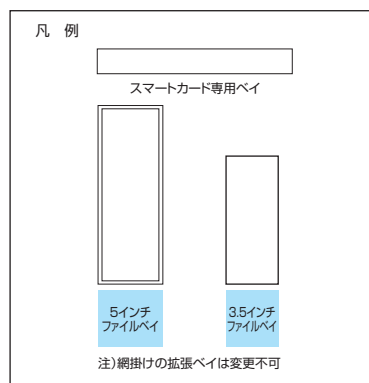 凡 例
スマートカード専用ベイ
5インチ
ファイルベイ
3.5インチ
ファイルベイ
注)網掛けの拡張ベイは変更不可